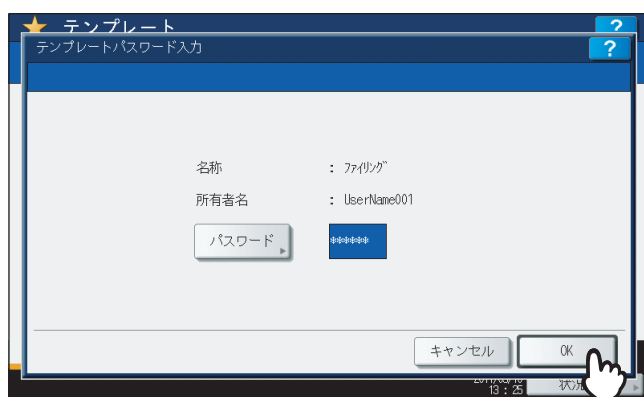 テンプレート
?
テンプレートパスワード入力
?
名称 : ファイリング
所有者名 : UserName001
パスワード ******
キャンセル OK
13:25 状況